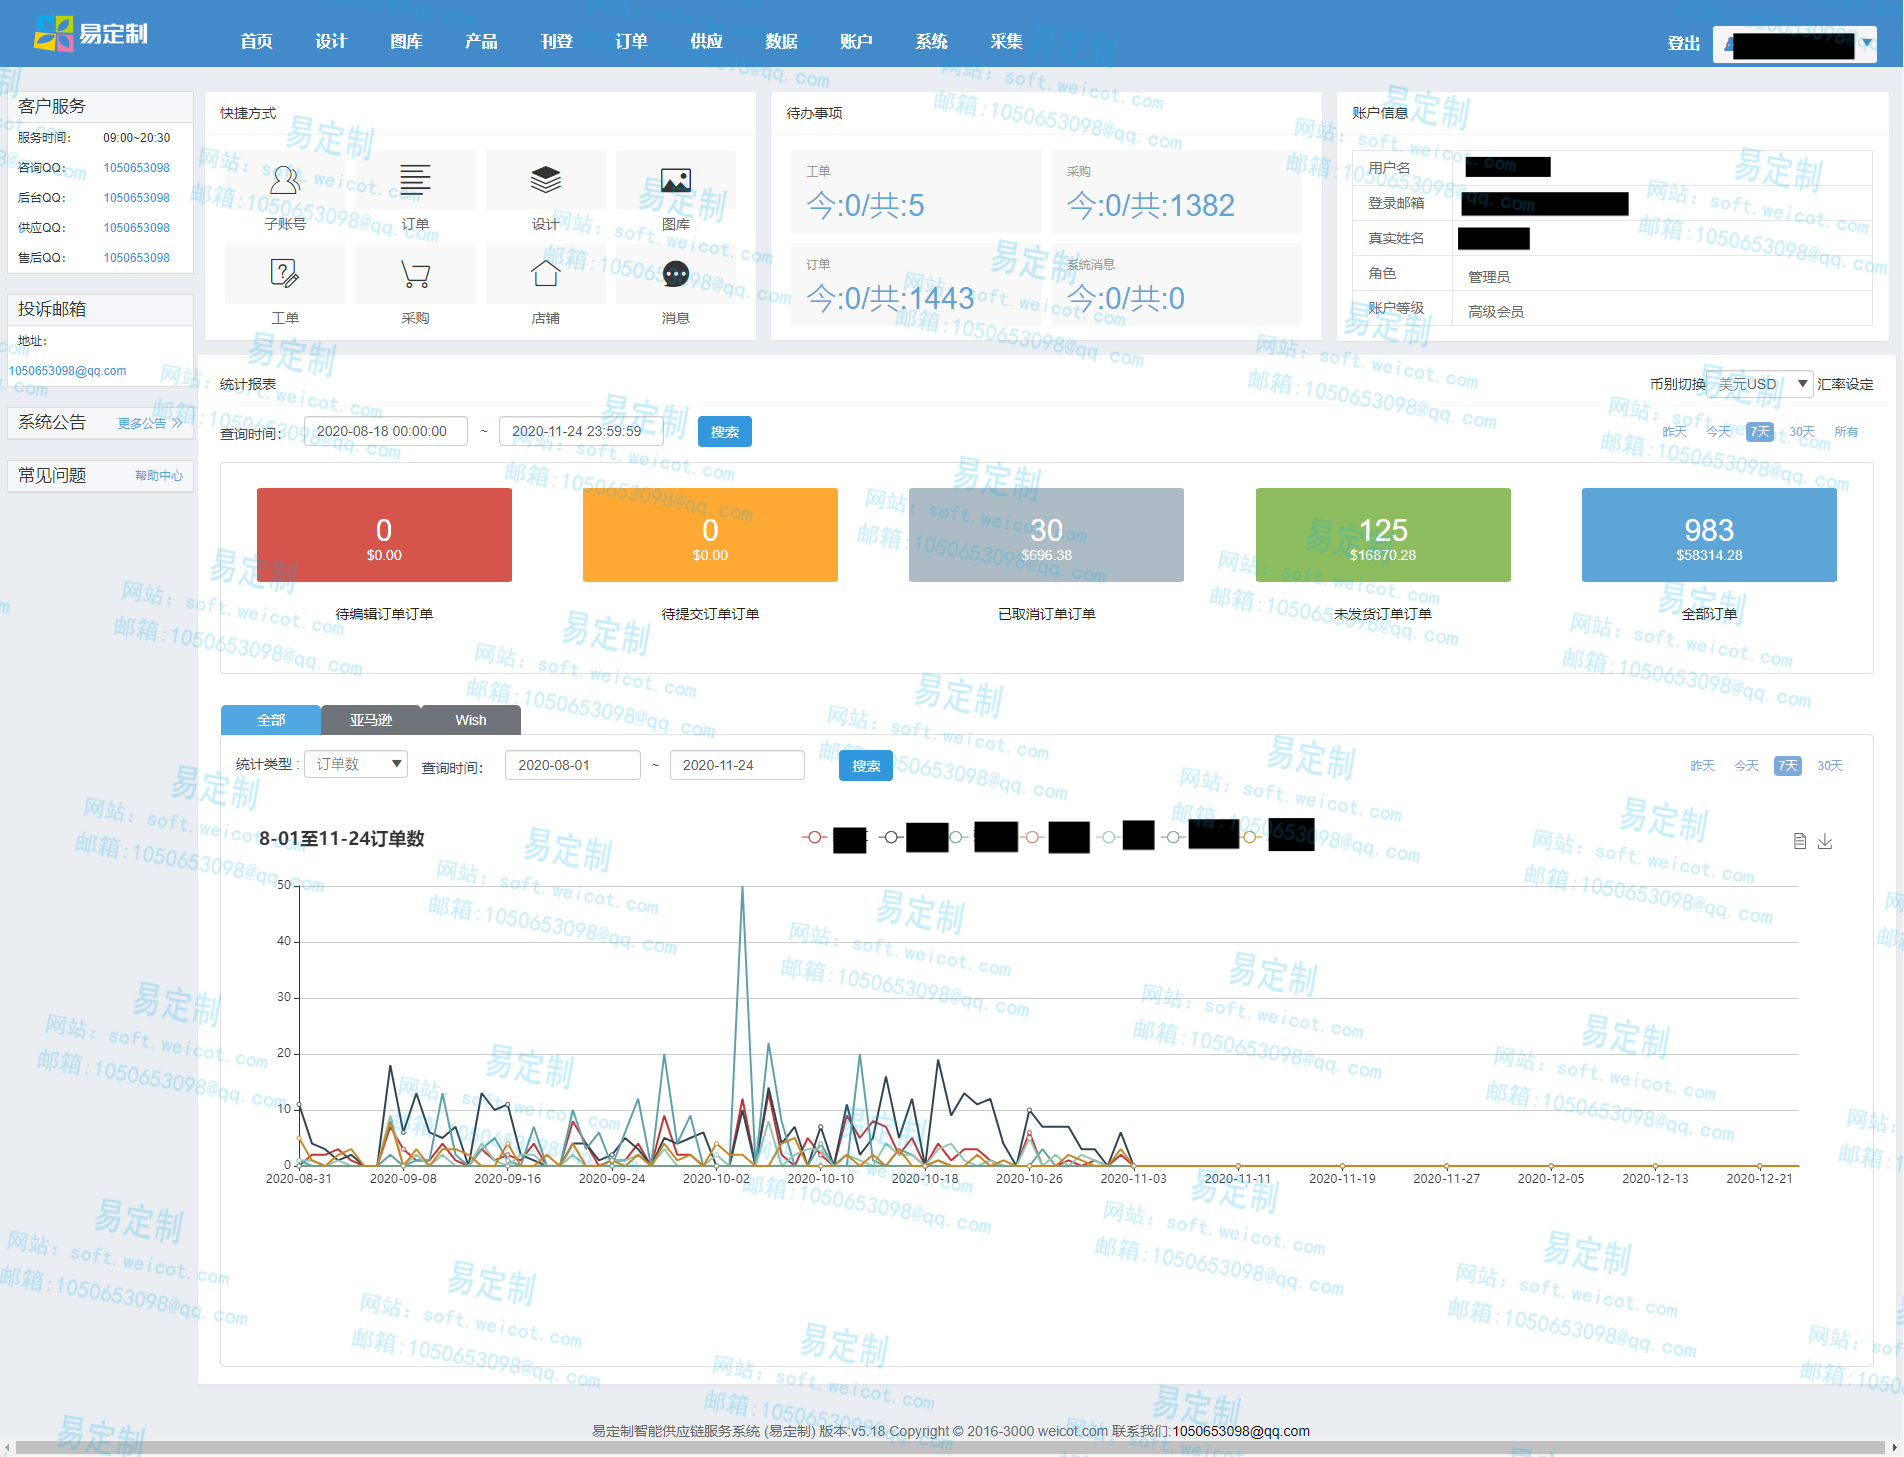 易定制
首页 设计 图库 产品 刊登 订单 供应 数据 账户 系统 采集
登出
客户服务
服务时间： 09:00~20:30
咨询QQ： 1050653098
后台QQ： 1050653098
供应QQ： 1050653098
售后QQ： 1050653098
投诉邮箱
地址：
1050653098@qq.com
系统公告 更多公告
常见问题 帮助中心
快捷方式
子账号 订单 设计 图库
工单 采购 店铺 消息
待办事项
工单
今:0/共:5
采购
今:0/共:1382
订单
今:0/共:1443
系统消息
今:0/共:0
账户信息
用户名
登录邮箱
真实姓名
角色 管理员
账户等级 高级会员
统计报表
币别切换 美元USD 汇率设定
查询时间： 2020-08-18 00:00:00 ~ 2020-11-24 23:59:59 搜索
昨天 今天 7天 30天 所有
0
$0.00
待编辑订单订单
0
$0.00
待提交订单订单
30
$696.38
已取消订单订单
125
$16870.28
未发货订单订单
983
$58314.28
全部订单
全部 亚马逊 Wish
统计类型 : 订单数 查询时间： 2020-08-01 ~ 2020-11-24 搜索
昨天 今天 7天 30天
8-01至11-24订单数
50
40
30
20
10
0
2020-08-31 2020-09-08 2020-09-16 2020-09-24 2020-10-02 2020-10-10 2020-10-18 2020-10-26 2020-11-03 2020-11-11 2020-11-19 2020-11-27 2020-12-05 2020-12-13 2020-12-21
易定制智能供应链服务系统 (易定制) 版本:v5.18 Copyright © 2016-3000 weicot.com 联系我们:1050653098@qq.com
易定制
网站: soft.weicot.com
邮箱:1050653098@qq.com